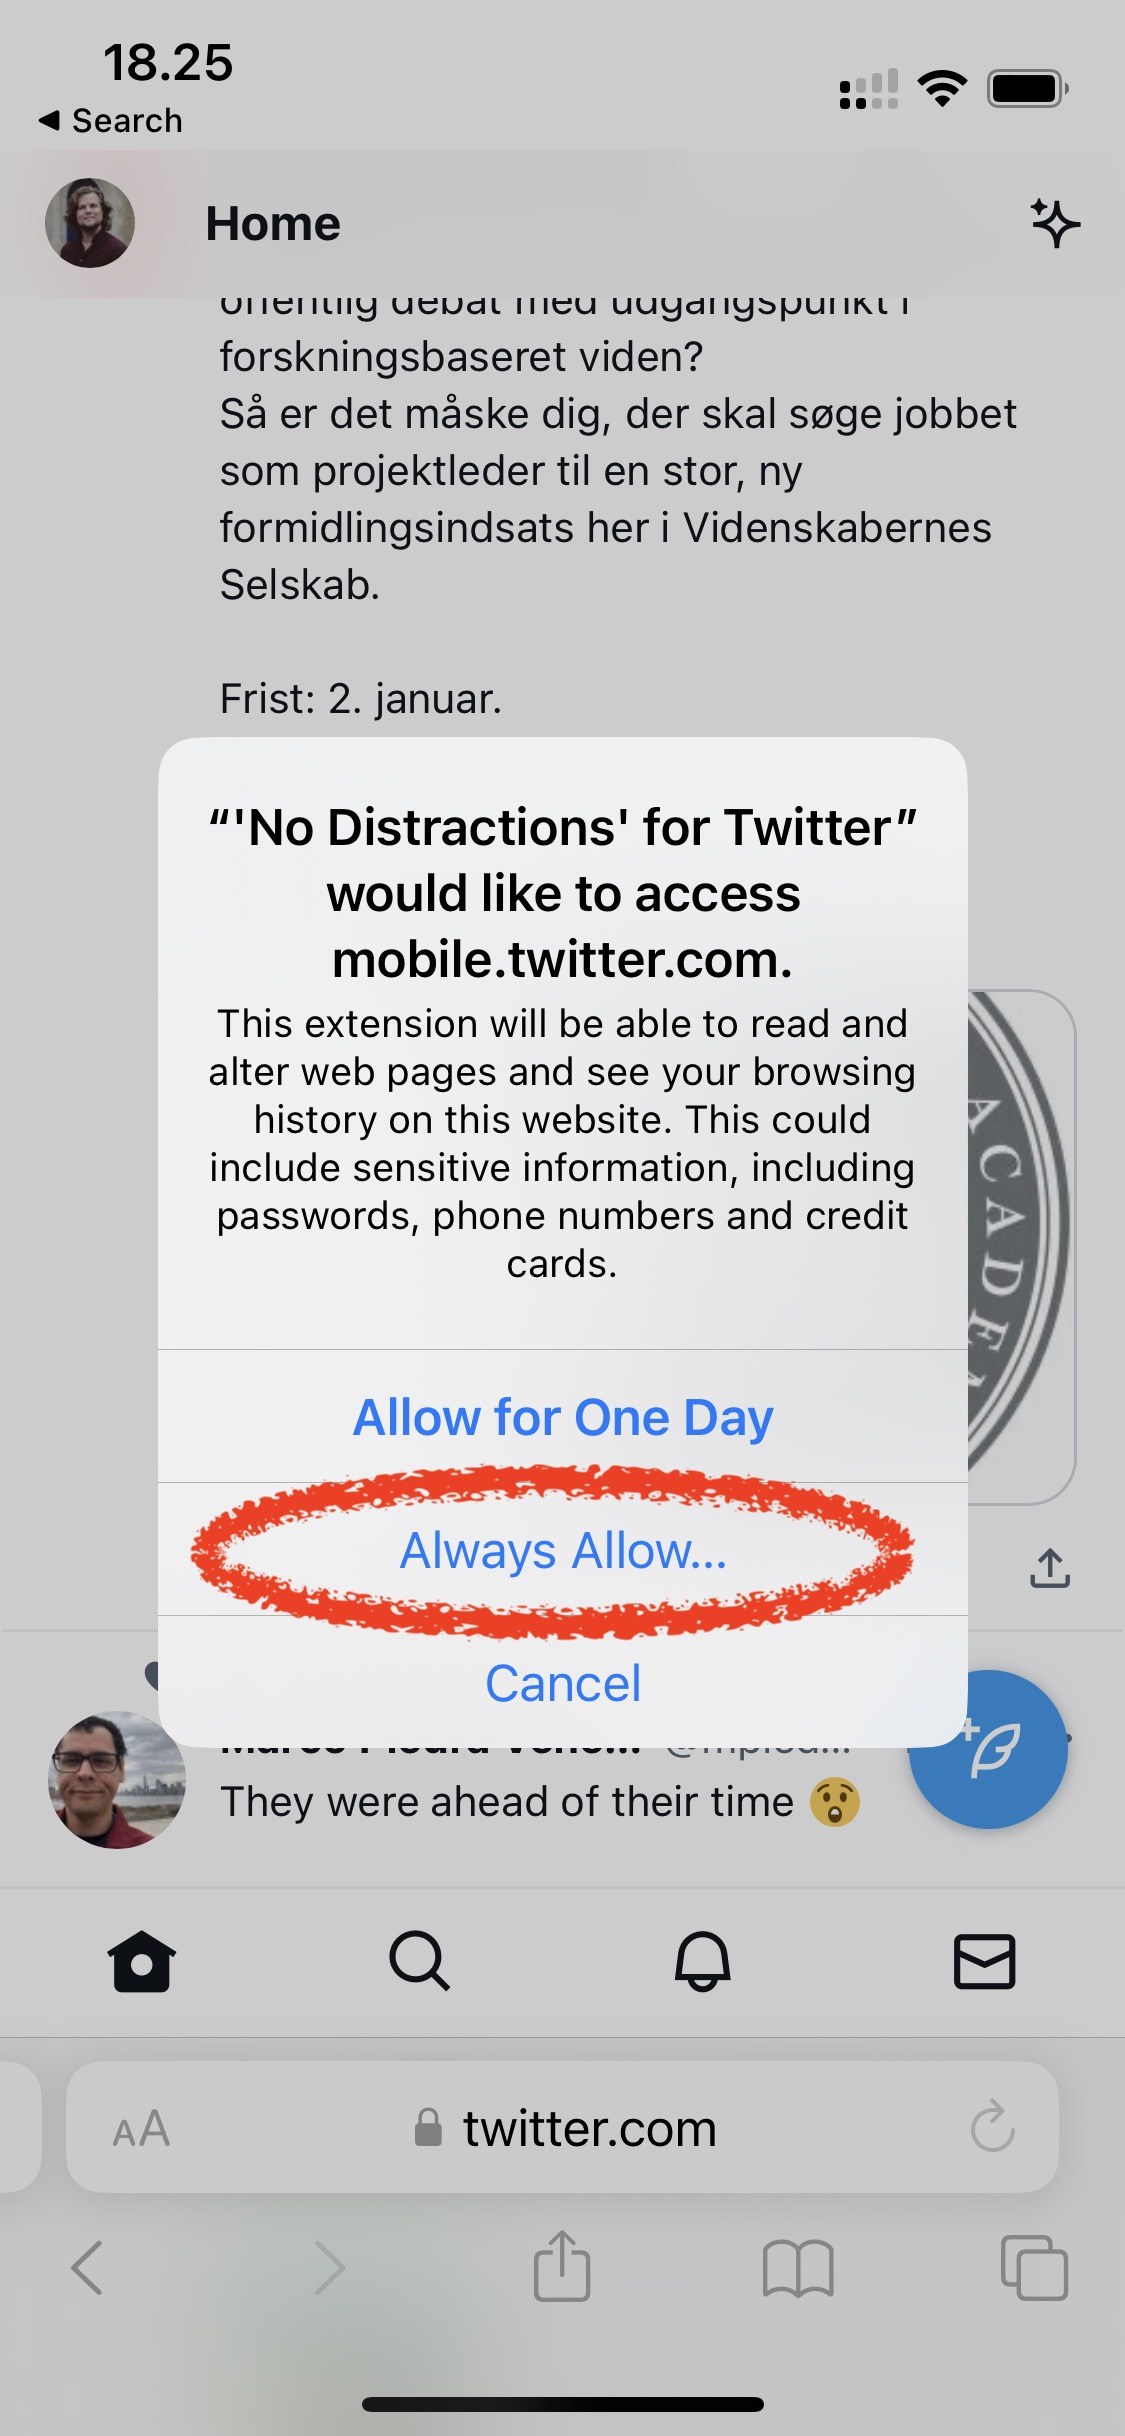 18.25
◀ Search
Home
offentlig debat med udgangspunkt i
forskningsbaseret viden?
Så er det måske dig, der skal søge jobbet
som projektleder til en stor, ny
formidlingsindsats her i Videnskabernes
Selskab.
Frist: 2. januar.
“'No Distractions' for Twitter”
would like to access
mobile.twitter.com.
This extension will be able to read and
alter web pages and see your browsing
history on this website. This could
include sensitive information, including
passwords, phone numbers and credit
cards.
ACADE
Allow for One Day
Always Allow...
Cancel
They were ahead of their time 😲
AA
twitter.com